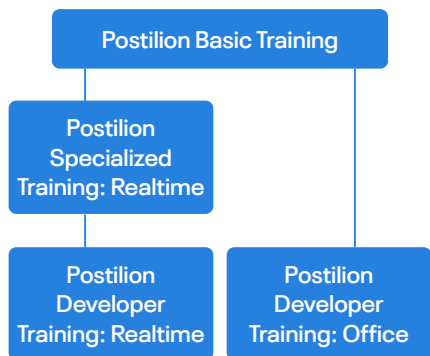 Postilion Basic Training
Postilion
Specialized
Training: Realtime
Postilion
Developer
Training: Realtime
Postilion
Developer
Training: Office